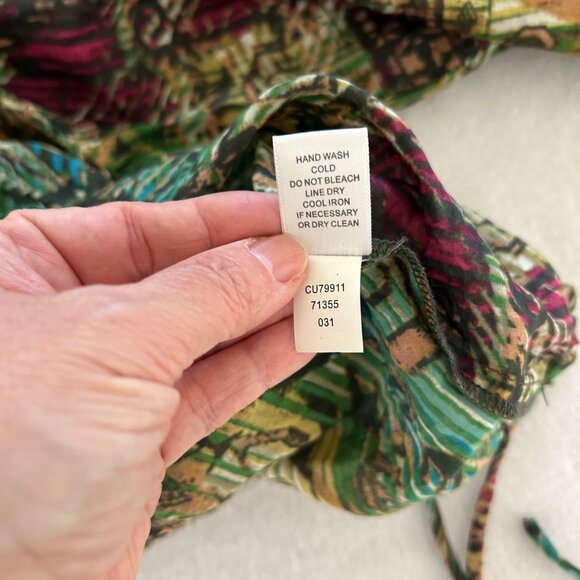 HAND WASH
COLD
DO NOT BLEACH
LINE DRY
COOL IRON
IF NECESSARY
OR DRY CLEAN
CU79911
71355
031